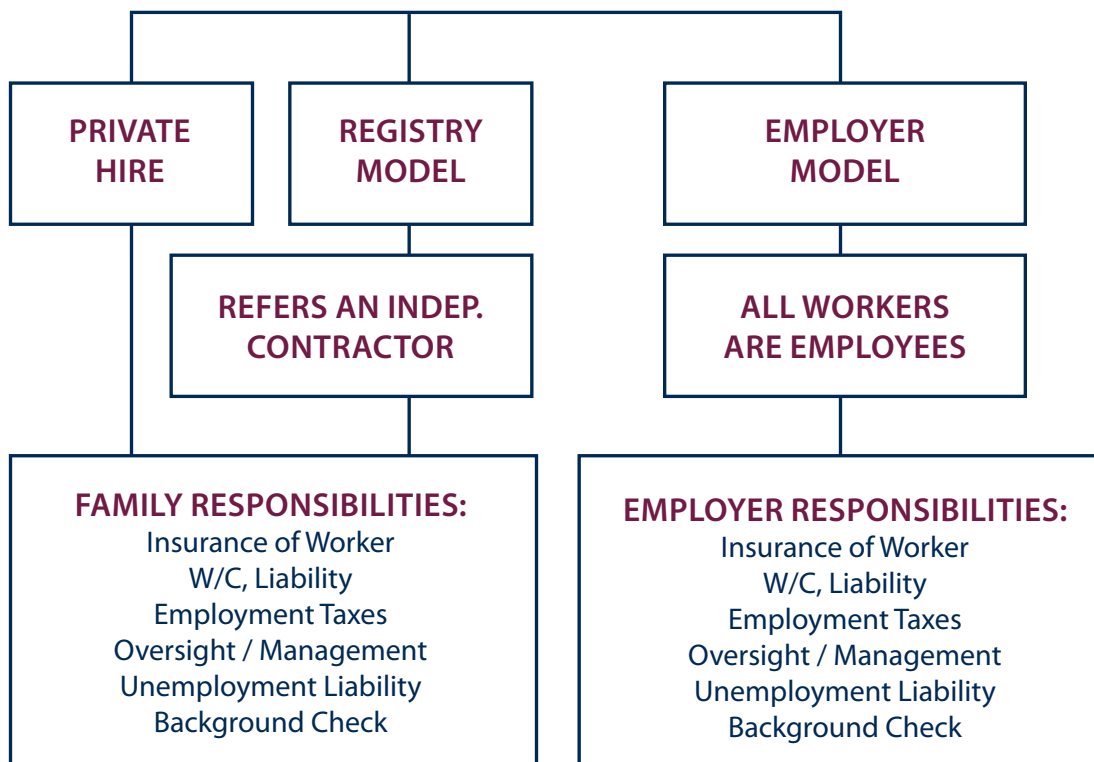 PRIVATE
HIRE
REGISTRY
MODEL
EMPLOYER
MODEL
REFERS AN INDEP.
CONTRACTOR
ALL WORKERS
ARE EMPLOYEES
FAMILY RESPONSIBILITIES:
Insurance of Worker
W/C, Liability
Employment Taxes
Oversight / Management
Unemployment Liability
Background Check
EMPLOYER RESPONSIBILITIES:
Insurance of Worker
W/C, Liability
Employment Taxes
Oversight / Management
Unemployment Liability
Background Check